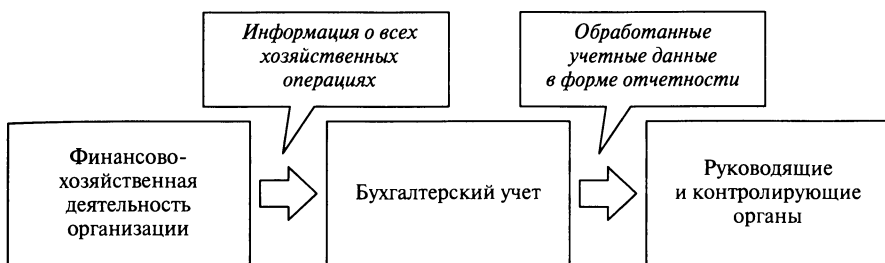 Информация о всех
хозяйственных
операциях
Обработанные
учетные данные
в форме отчетности
Финансово-
хозяйственная
деятельность
организации
Бухгалтерский учет
Руководящие
и контролирующие
органы